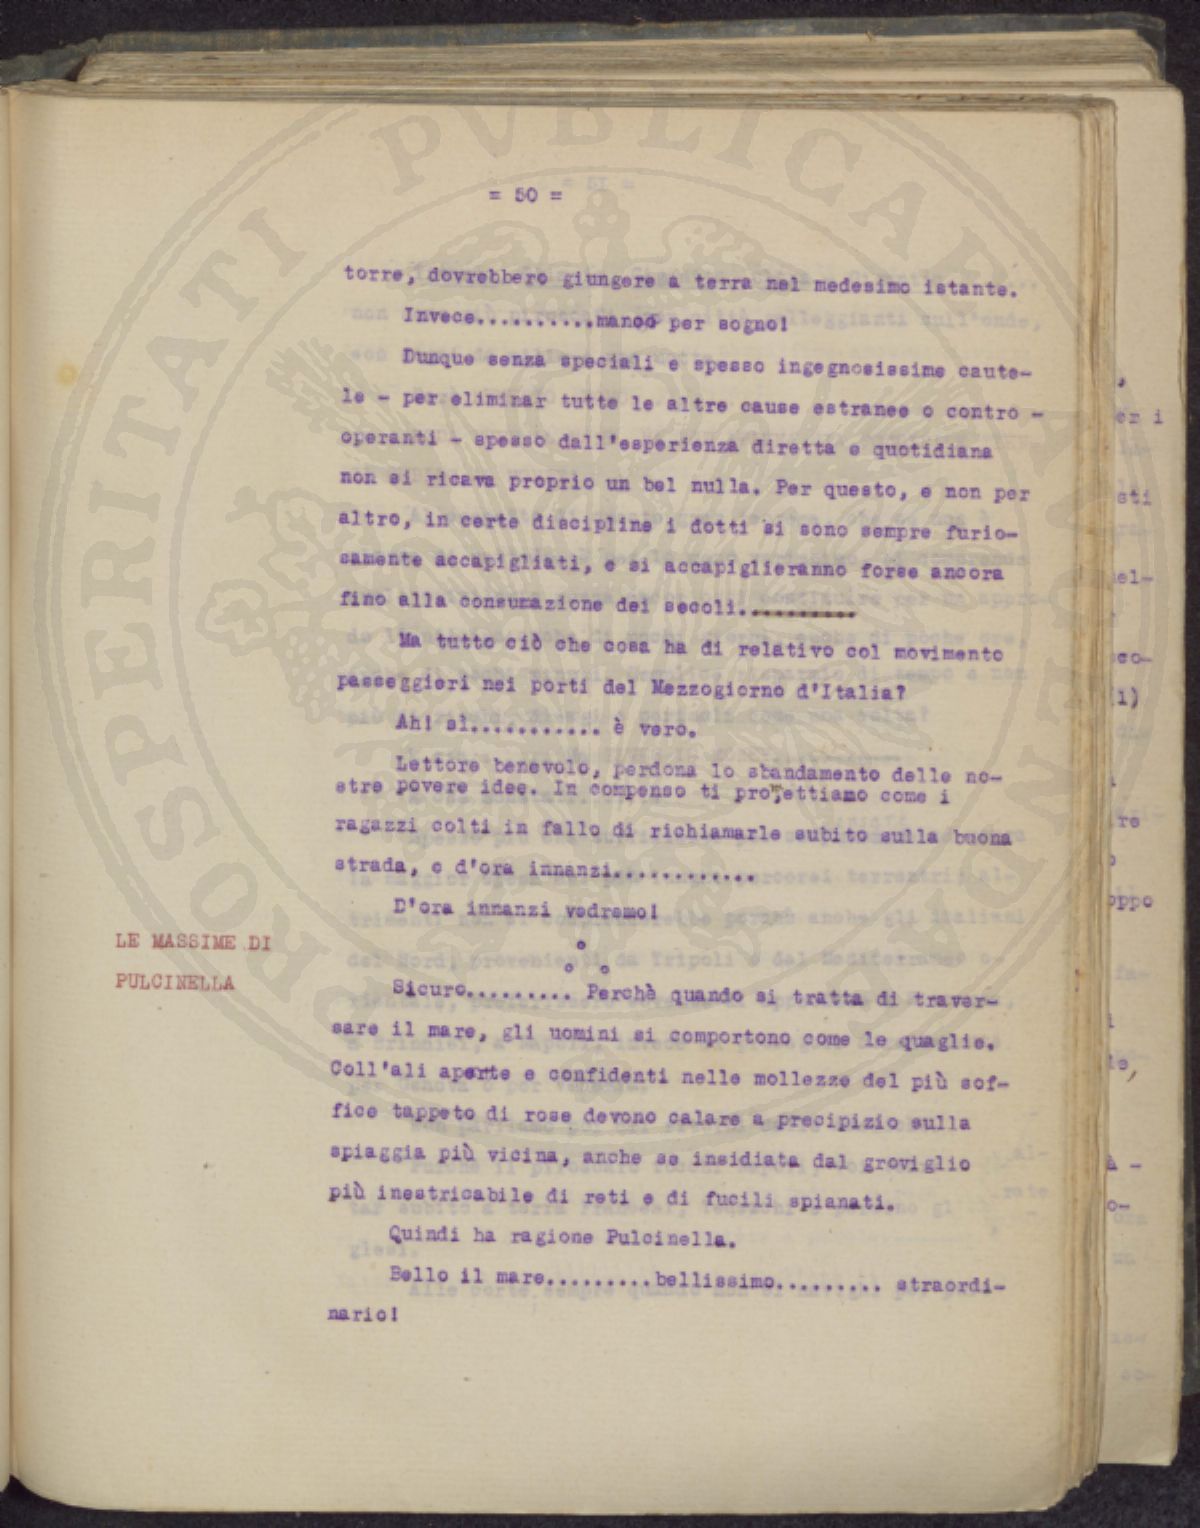 = 50 =
torre, dovrebbero giungere a terra nel medesimo istante.
Invece..........manco per sogno!
Dunque senza speciali e spesso ingegnosissime caute-
le - per eliminar tutte le altre cause estranee o contro -
operanti - spesso dall'esperienza diretta e quotidiana
non si ricava proprio un bel nulla. Per questo, e non per
altro, in certe discipline i dotti si sono sempre furio-
samente accapigliati, e si accapiglieranno forse ancora
fino alla consumazione dei secoli...........
Ma tutto ciò che cosa ha di relativo col movimento
passeggieri nei porti del Mezzogiorno d'Italia?
Ah! sì........... è vero.
Lettore benevolo, perdona lo sbandamento delle no-
stre povere idee. In compenso ti promettiamo come i
ragazzi colti in fallo di richiamarle subito sulla buona
strada, e d'ora innanzi............
D'ora innanzi vedremo!
LE MASSIME DI
PULCINELLA
Sicuro......... Perchè quando si tratta di traver-
sare il mare, gli uomini si comportono come le quaglie.
Coll'ali aperte e confidenti nelle mollezze del più sof-
fice tappeto di rose devono calare a precipizio sulla
spiaggia più vicina, anche se insidiata dal groviglio
più inestricabile di reti e di fucili spianati.
Quindi ha ragione Pulcinella.
Bello il mare.........bellissimo......... straordi-
nario!
PROSPERITATI PVBLICAE AVGENDAE